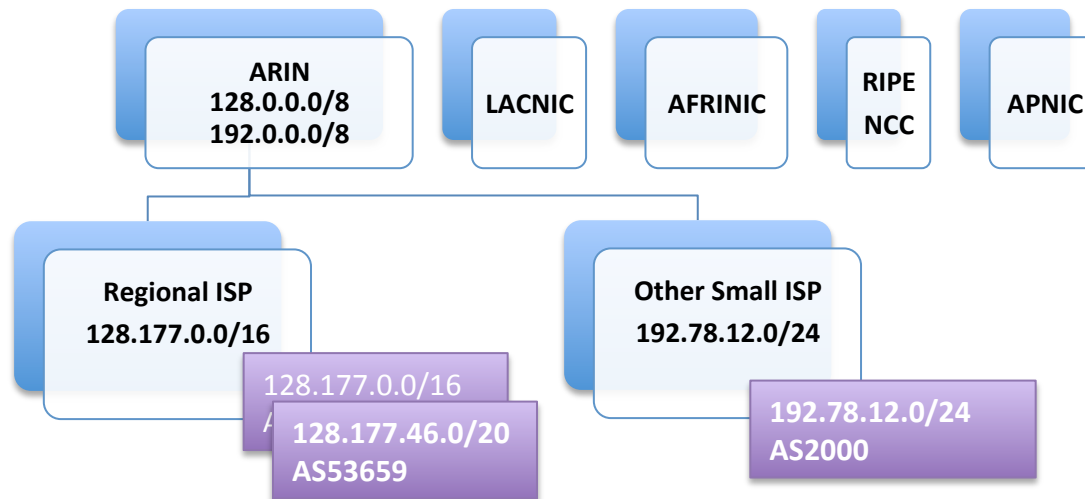 ARIN
128.0.0.0/8
192.0.0.0/8
LACNIC
AFRINIC
RIPE
NCC
APNIC
Regional ISP
128.177.0.0/16
Other Small ISP
192.78.12.0/24
128.177.0.0/16
128.177.46.0/20
AS53659
192.78.12.0/24
AS2000